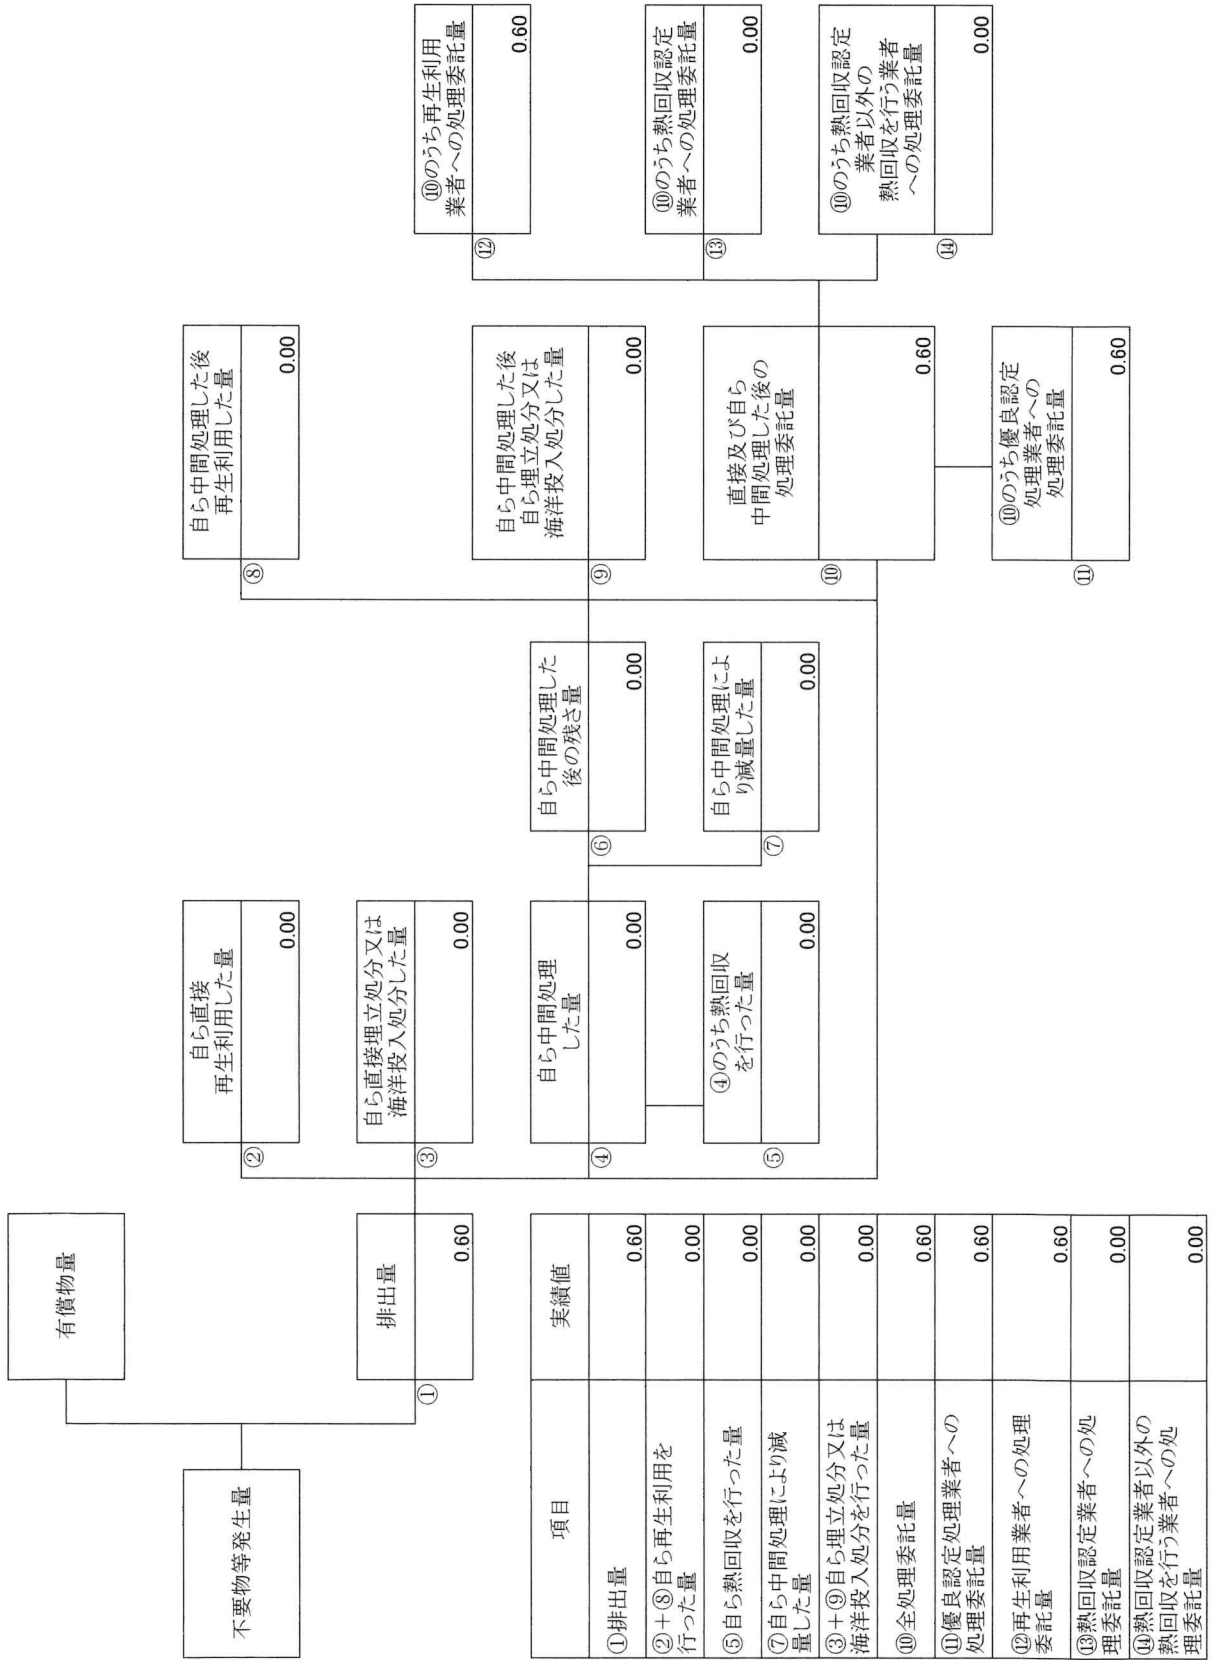 有償物量
不要物等発生量
排出量
①
0.60
自ら直接
再生利用した量
②
0.00
自ら直接埋立処分又は
海洋投入処分した量
③
0.00
自ら中間処理
した量
④
0.00
④のうち熱回収
を行った量
⑤
0.00
自ら中間処理した
後の残さ量
⑥
0.00
自ら中間処理によ
り減量した量
⑦
0.00
自ら中間処理した後
再生利用した量
⑧
0.00
自ら中間処理した後
自ら埋立処分又は
海洋投入処分した量
⑨
0.00
直接及び自ら
中間処理した後の
処理委託量
⑩
0.60
⑩のうち優良認定
処理業者への
処理委託量
⑪
0.60
⑩のうち再生利用
業者への処理委託量
⑫
0.60
⑩のうち熱回収認定
業者への処理委託量
⑬
0.00
⑩のうち熱回収認定
業者以外の
熱回収を行う業者
への処理委託量
⑭
0.00
項目 実績値
①排出量 0.60
②+⑧自ら再生利用を
行った量 0.00
⑤自ら熱回収を行った量 0.00
⑦自ら中間処理により減
量した量 0.00
③+⑨自ら埋立処分又は
海洋投入処分を行った量 0.00
⑩全処理委託量 0.60
⑪優良認定処理業者への
処理委託量 0.60
⑫再生利用業者への処理
委託量 0.60
⑬熱回収認定業者への処
理委託量 0.00
⑭熱回収認定業者以外の
熱回収を行う業者への処
理委託量 0.00